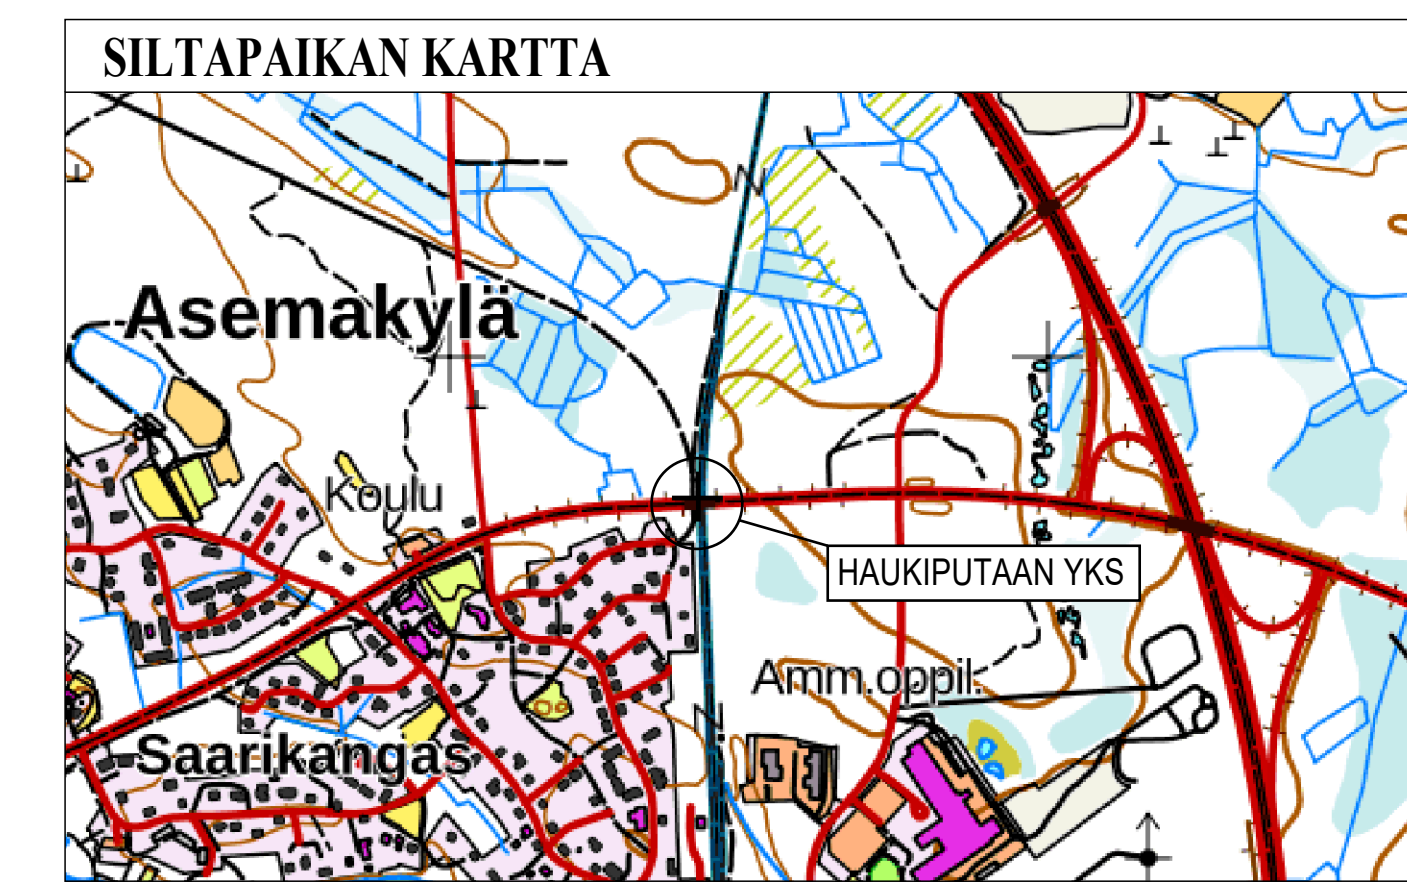 SILTAPAIKAN KARTTA
N
Asemakylä
Koulu
HAUKIPUTAAN YKS
Amm.oppil.
N
Saarikangas